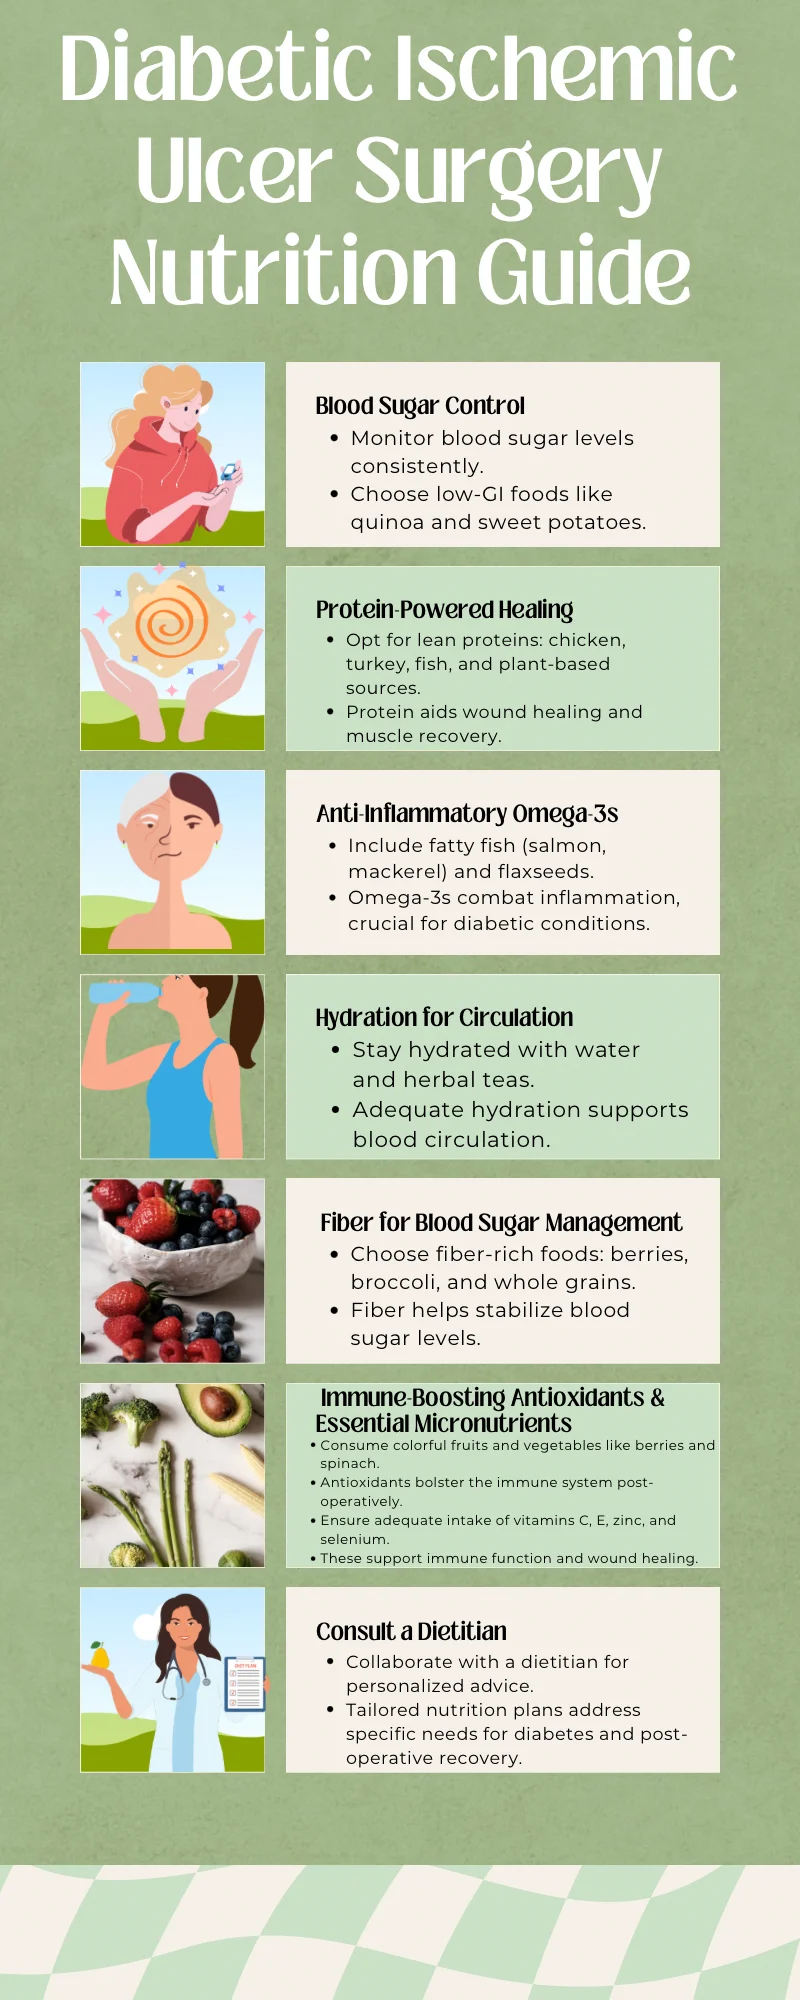 Diabetic Ischemic
Ulcer Surgery
Nutrition Guide
Blood Sugar Control
• Monitor blood sugar levels
consistently.
• Choose low-GI foods like
quinoa and sweet potatoes.
Protein-Powered Healing
• Opt for lean proteins: chicken,
turkey, fish, and plant-based
sources.
• Protein aids wound healing and
muscle recovery.
Anti-Inflammatory Omega-3s
• Include fatty fish (salmon,
mackerel) and flaxseeds.
• Omega-3s combat inflammation,
crucial for diabetic conditions.
Hydration for Circulation
• Stay hydrated with water
and herbal teas.
• Adequate hydration supports
blood circulation.
Fiber for Blood Sugar Management
• Choose fiber-rich foods: berries,
broccoli, and whole grains.
• Fiber helps stabilize blood
sugar levels.
Immune-Boosting Antioxidants &
Essential Micronutrients
• Consume colorful fruits and vegetables like berries and
spinach.
• Antioxidants bolster the immune system post-
operatively.
• Ensure adequate intake of vitamins C, E, zinc, and
selenium.
• These support immune function and wound healing.
DIET PLAN
Consult a Dietitian
• Collaborate with a dietitian for
personalized advice.
• Tailored nutrition plans address
specific needs for diabetes and post-
operative recovery.